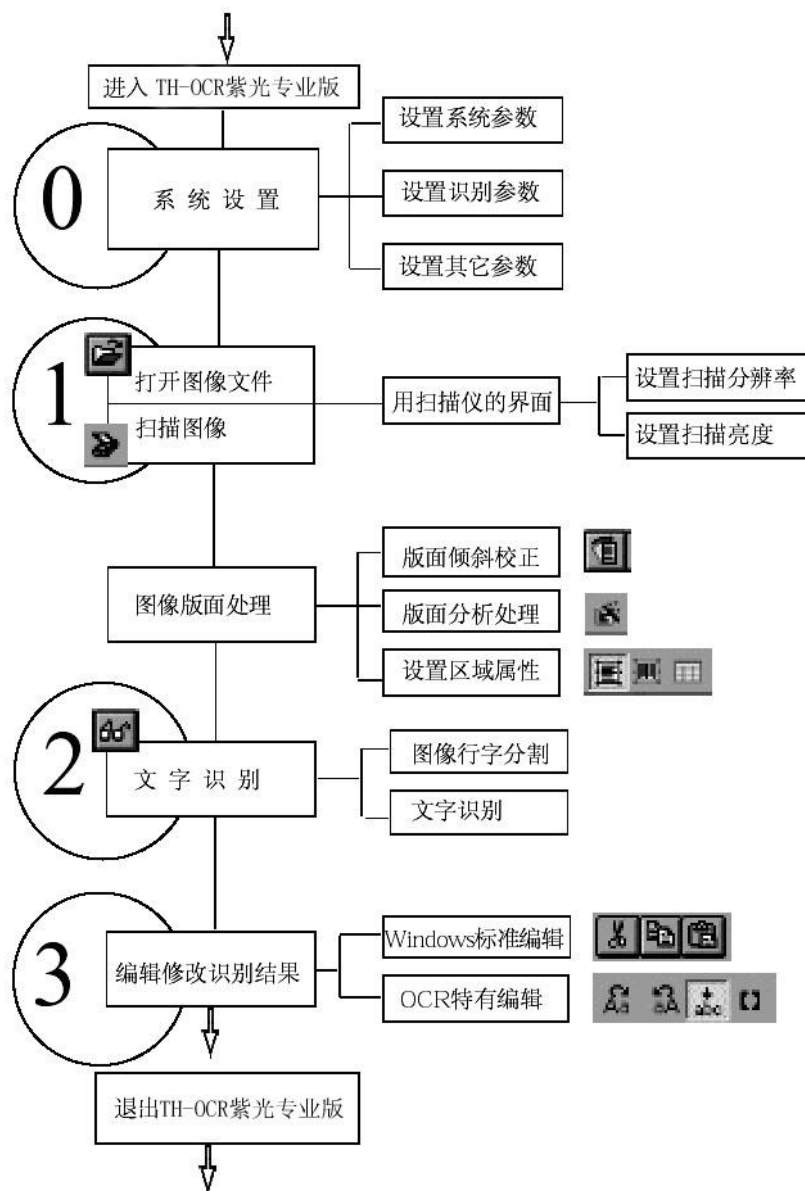 进入 TH-OCR紫光专业版
设置系统参数
0
系 统 设 置
设置识别参数
设置其它参数
1
打开图像文件
扫描图像
用扫描仪的界面
设置扫描分辨率
设置扫描亮度
版面倾斜校正
图像版面处理
版面分析处理
设置区域属性
2
文 字 识 别
图像行字分割
文字识别
3
编辑修改识别结果
Windows标准编辑
OCR特有编辑
Aa
aA
abc
退出TH-OCR紫光专业版